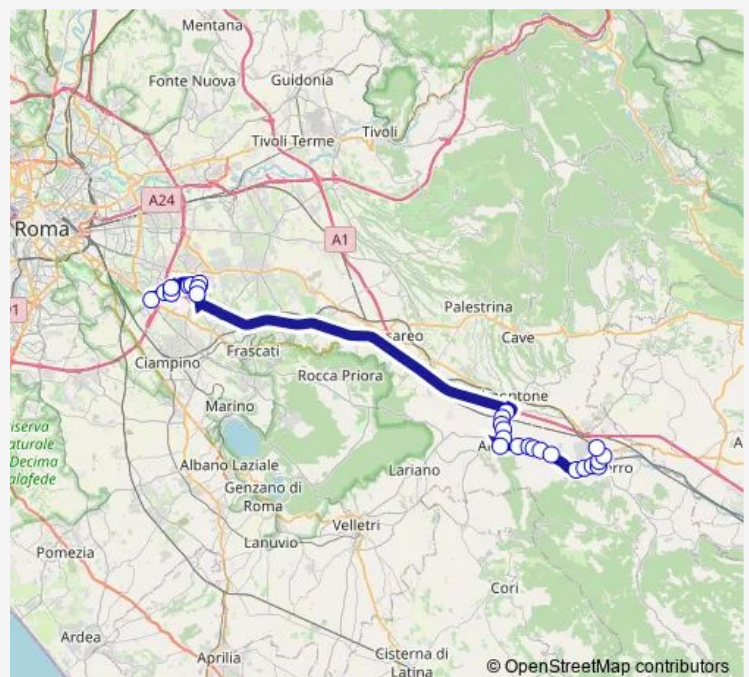 Mentana
Fonte Nuova
Guidonia
Tivoli Terme
Tivoli
A24
Roma
A1
Palestrina
Cave
Frascati
Ciampino
Rocca Priora
Marino
Albano Laziale
Lariano
Genzano di
Roma
Velletri
Lanuvio
Pomezia
Cori
Ardea
Aprilia
Cisterna di
Latina
© OpenStreetMap contributors